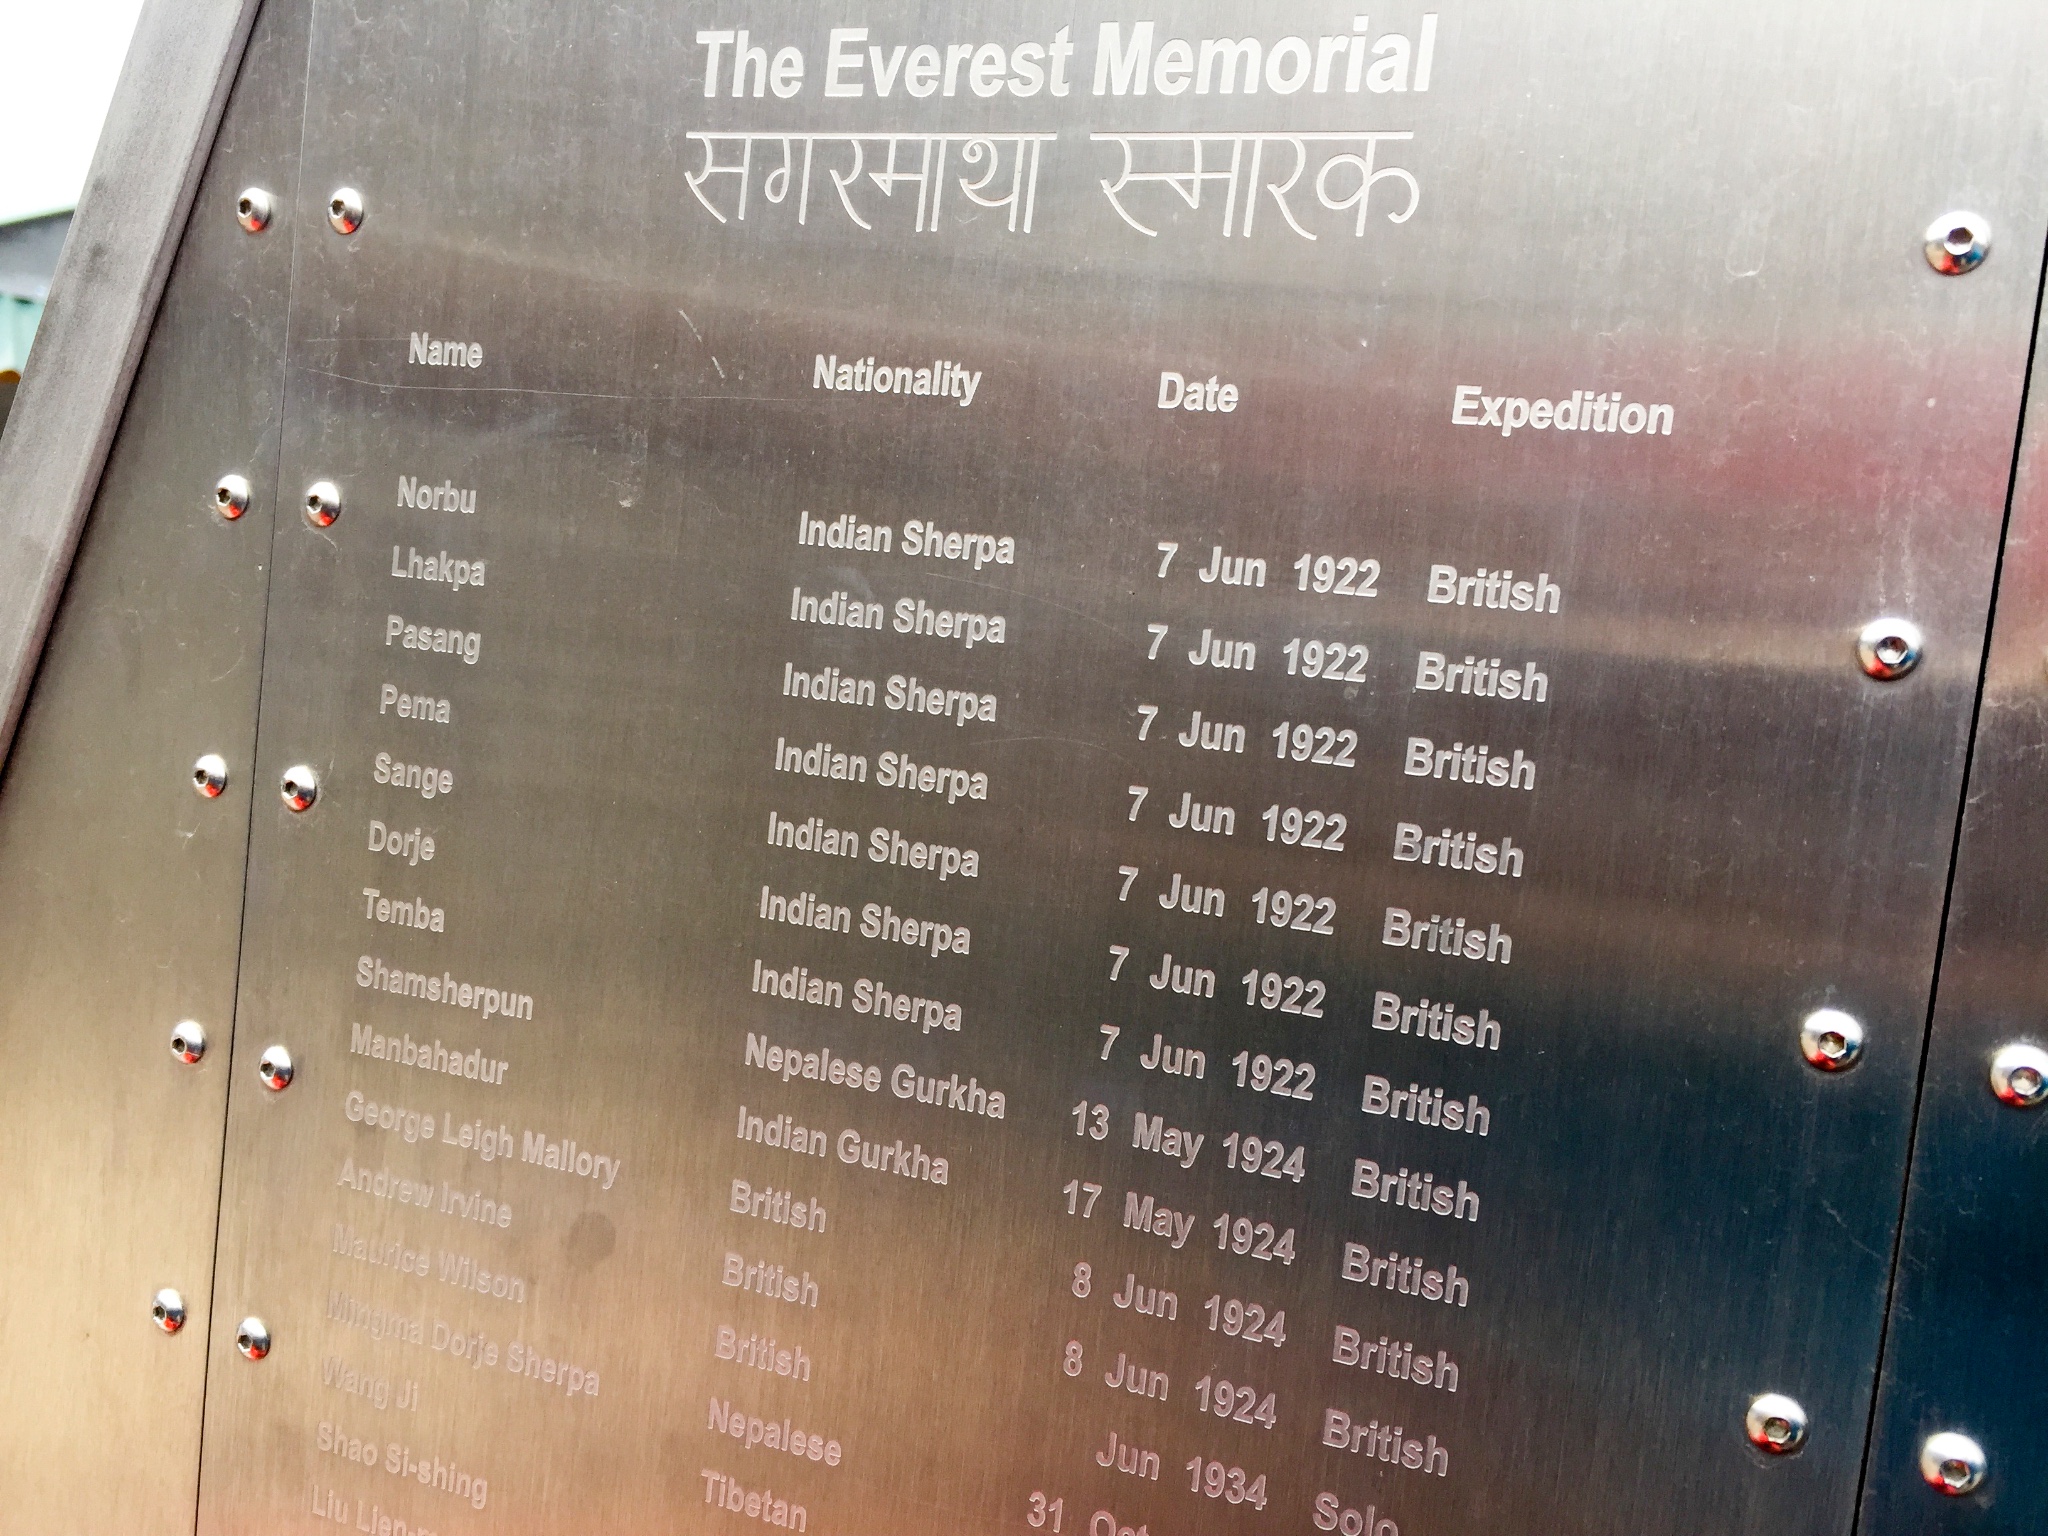 The Everest Memorial
सगरमाथा स्मारक
Name Nationality Date Expedition
Norbu Indian Sherpa 7 Jun 1922 British
Lhakpa Indian Sherpa 7 Jun 1922 British
Pasang Indian Sherpa 7 Jun 1922 British
Pema Indian Sherpa 7 Jun 1922 British
Sange Indian Sherpa 7 Jun 1922 British
Dorje Indian Sherpa 7 Jun 1922 British
Temba Indian Sherpa 7 Jun 1922 British
Shamsherpun Nepalese Gurkha 13 May 1924 British
Manbahadur Indian Gurkha 17 May 1924 British
George Leigh Mallory British 8 Jun 1924 British
Andrew Irvine British 8 Jun 1924 British
Maurice Wilson British Jun 1934 Solo
Mingma Dorje Sherpa Nepalese 31 Oct
Wang Ji Tibetan
Shao Si-shing
Liu